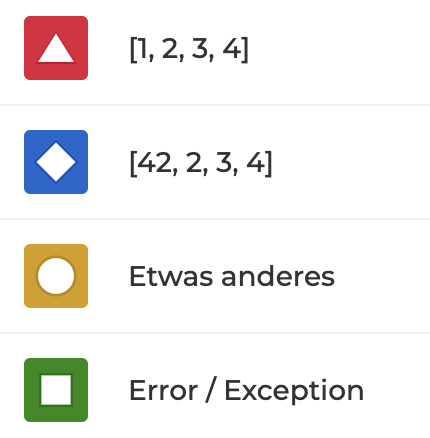 [1, 2, 3, 4]
[42, 2, 3, 4]
Etwas anderes
Error / Exception